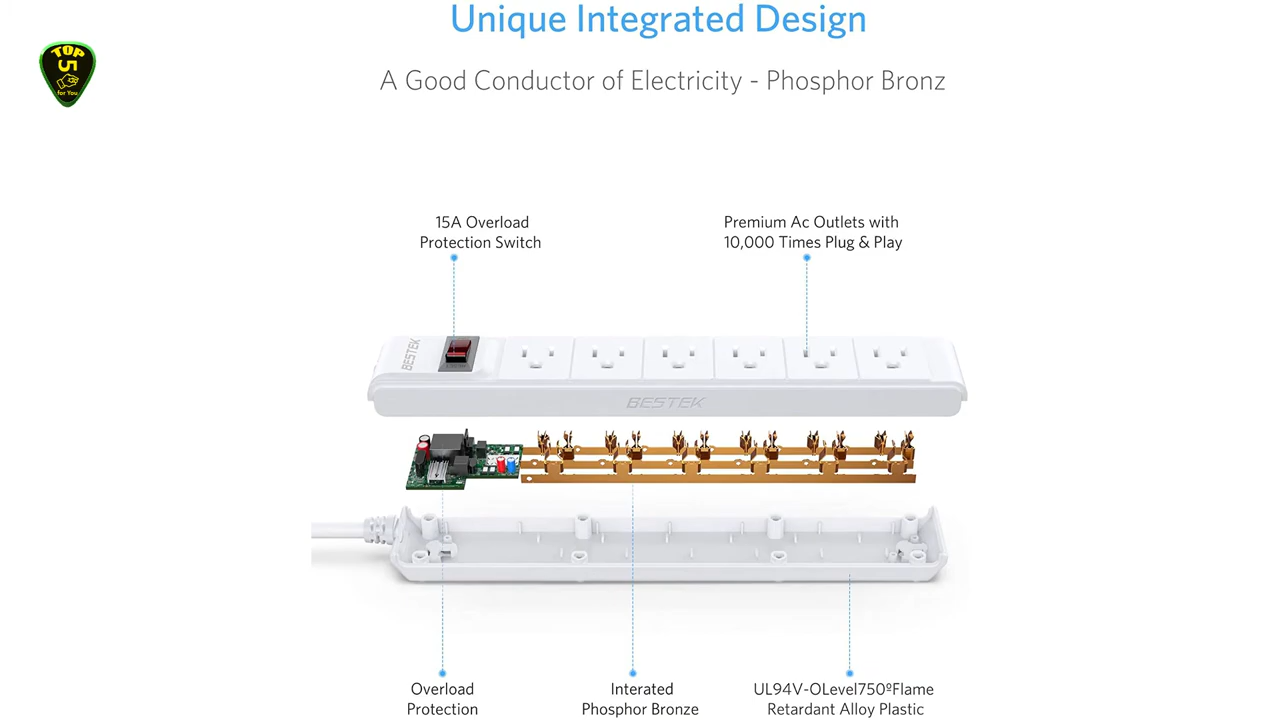 Unique Integrated Design
A Good Conductor of Electricity - Phosphor Bronz
TOP
5
for You
15A Overload
Protection Switch
Premium Ac Outlets with
10,000 Times Plug & Play
BESTEK
BESTEK
Overload
Protection
Interated
Phosphor Bronze
UL94V-OLevel750ºFlame
Retardant Alloy Plastic